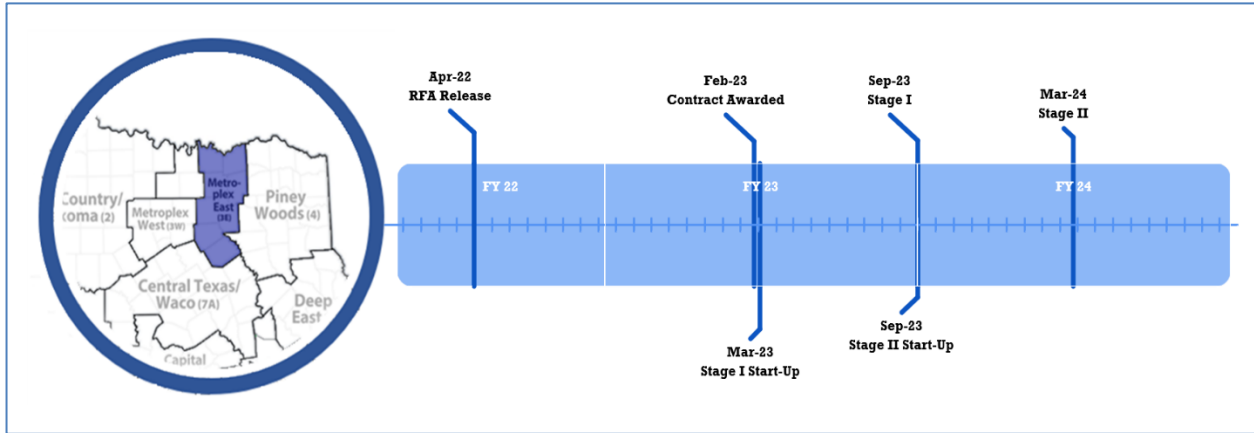 Country/
oma (2)
Metroplex
West (3W)
Metro-
plex
East
(3E)
Piney
Woods (4)
Central Texas/
Waco (7A)
Deep
East
Capital
Apr-22
RFA Release
Feb-23
Contract Awarded
Sep-23
Stage I
Mar-24
Stage II
FY 22
FY 23
FY 24
Mar-23
Stage I Start-Up
Sep-23
Stage II Start-Up